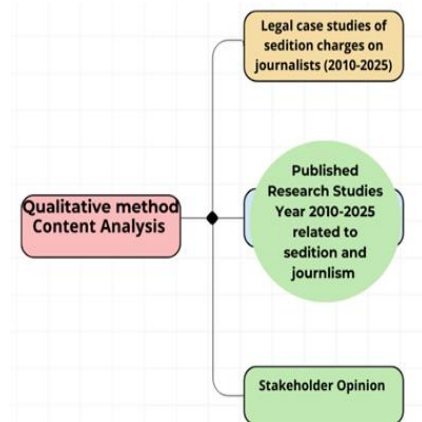 Legal case studies of
sedition charges on
journalists (2010-2025)
Published
Research Studies
Year 2010-2025
related to
sedition and
journlism
Qualitative method
Content Analysis
Stakeholder Opinion